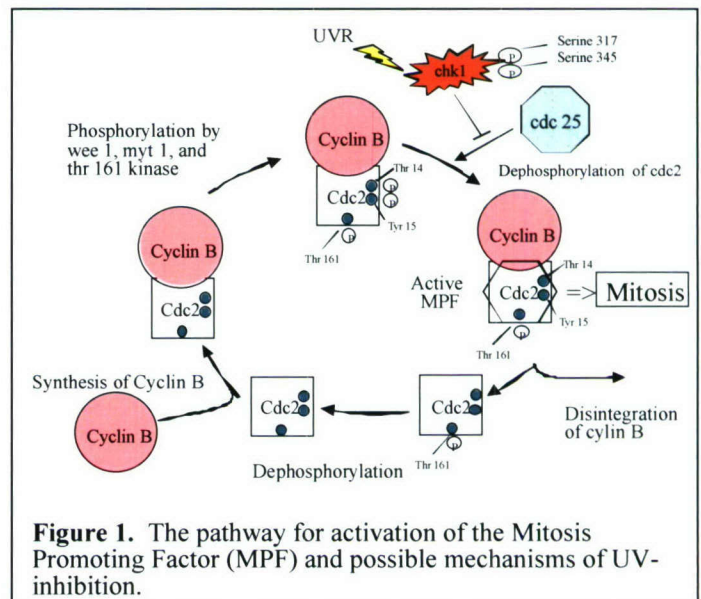 UVR
chk1
P
P
Serine 317
Serine 345
cdc 25
Phosphorylation by
wee 1, myt 1, and
thr 161 kinase
Cyclin B
Cdc2
Thr 14
P
P
Tyr 15
Thr 161
P
Dephosphorylation of cdc2
Cyclin B
Active
MPF
Cdc2
Thr 14
Tyr 15
Thr 161
P
=> Mitosis
Cyclin B
Cdc2
Synthesis of Cyclin B
Cyclin B
Cdc2
Dephosphorylation
Cdc2
Thr 161
P
Disintegration
of cylin B
Figure 1. The pathway for activation of the Mitosis
Promoting Factor (MPF) and possible mechanisms of UV-
inhibition.